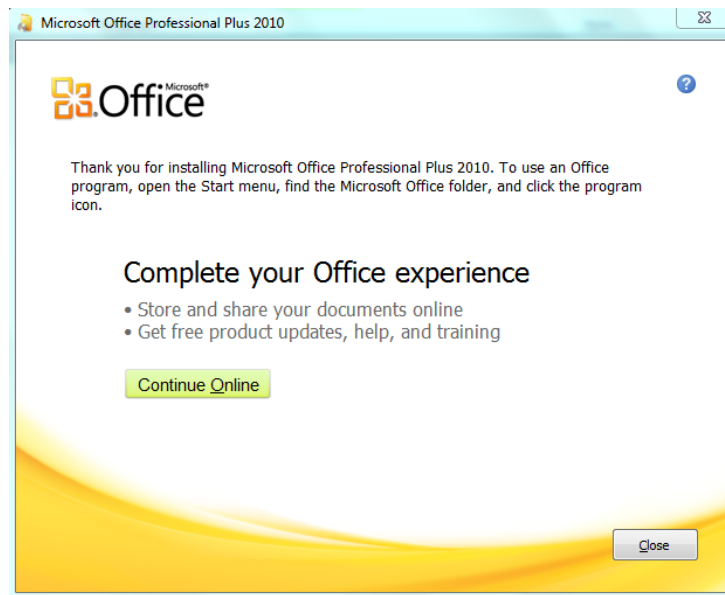 Microsoft Office Professional Plus 2010
Microsoft®
Office
Thank you for installing Microsoft Office Professional Plus 2010. To use an Office
program, open the Start menu, find the Microsoft Office folder, and click the program
icon.
Complete your Office experience
• Store and share your documents online
• Get free product updates, help, and training
Continue Online
Close